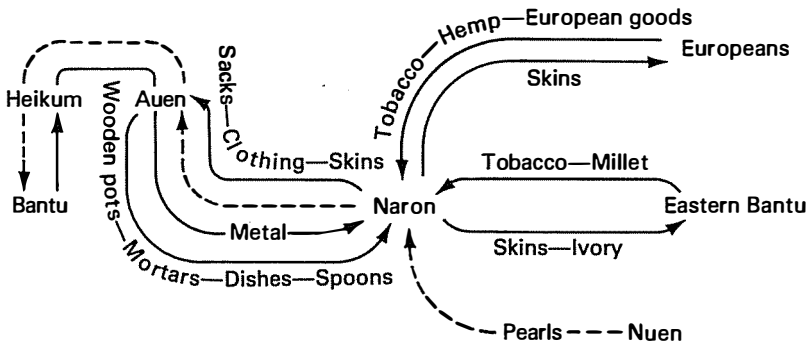 Tobacco—Hemp—European goods
Europeans
Skins
Sacks—Clothing—Skins
Heikum
Auen
Wooden pots—Mortars—Dishes—Spoons
Tobacco—Millet
Bantu
Naron
Eastern Bantu
Metal
Skins—Ivory
Pearls
Nuen